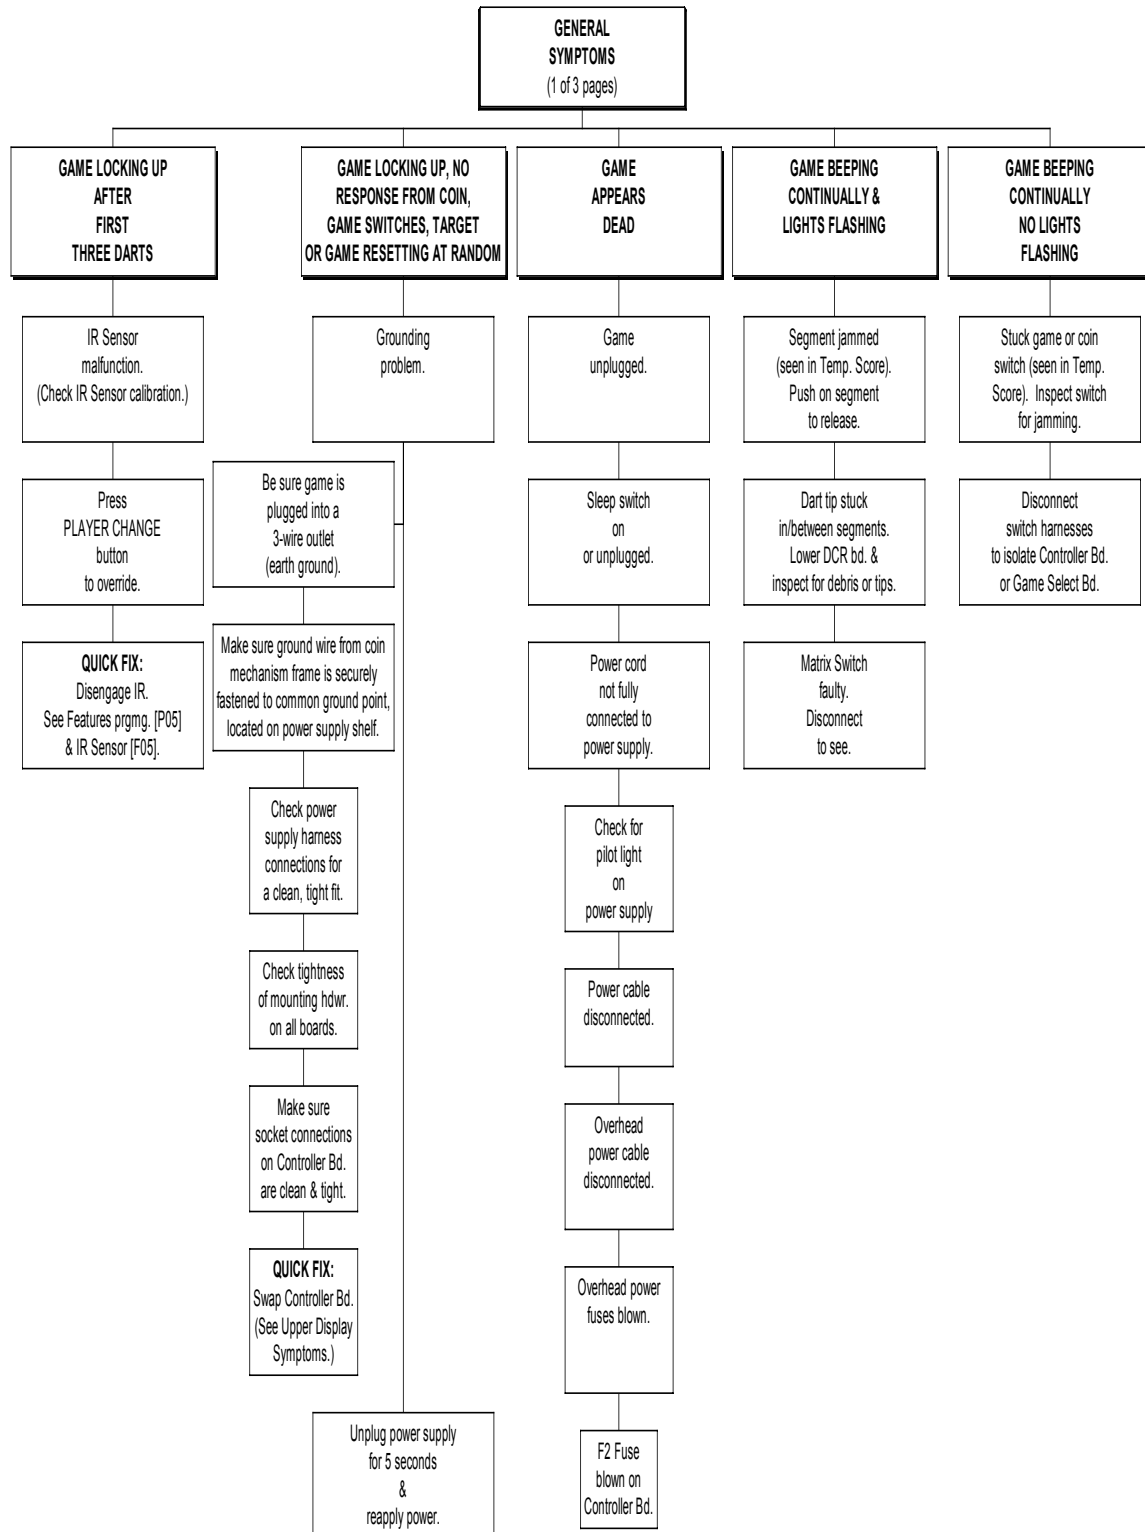 GENERAL
SYMPTOMS
(1 of 3 pages)
GAME LOCKING UP
AFTER
FIRST
THREE DARTS
IR Sensor
malfunction.
(Check IR Sensor calibration.)
Press
PLAYER CHANGE
button
to override.
QUICK FIX:
Disengage IR.
See Features prgmg. [P05]
& IR Sensor [F05].
GAME LOCKING UP, NO
RESPONSE FROM COIN,
GAME SWITCHES, TARGET
OR GAME RESETTING AT RANDOM
Grounding
problem.
Be sure game is
plugged into a
3-wire outlet
(earth ground).
Make sure ground wire from coin
mechanism frame is securely
fastened to common ground point,
located on power supply shelf.
Check power
supply harness
connections for
a clean, tight fit.
Check tightness
of mounting hdwr.
on all boards.
Make sure
socket connections
on Controller Bd.
are clean & tight.
QUICK FIX:
Swap Controller Bd.
(See Upper Display
Symptoms.)
Unplug power supply
for 5 seconds
&
reapply power.
GAME
APPEARS
DEAD
Game
unplugged.
Sleep switch
on
or unplugged.
Power cord
not fully
connected to
power supply.
Check for
pilot light
on
power supply
Power cable
disconnected.
Overhead
power cable
disconnected.
Overhead power
fuses blown.
F2 Fuse
blown on
Controller Bd.
GAME BEEPING
CONTINUALLY &
LIGHTS FLASHING
Segment jammed
(seen in Temp. Score).
Push on segment
to release.
Dart tip stuck
in/between segments.
Lower DCR bd. &
inspect for debris or tips.
Matrix Switch
faulty.
Disconnect
to see.
GAME BEEPING
CONTINUALLY
NO LIGHTS
FLASHING
Stuck game or coin
switch (seen in Temp.
Score).  Inspect switch
for jamming.
Disconnect
switch harnesses
to isolate Controller Bd.
or Game Select Bd.